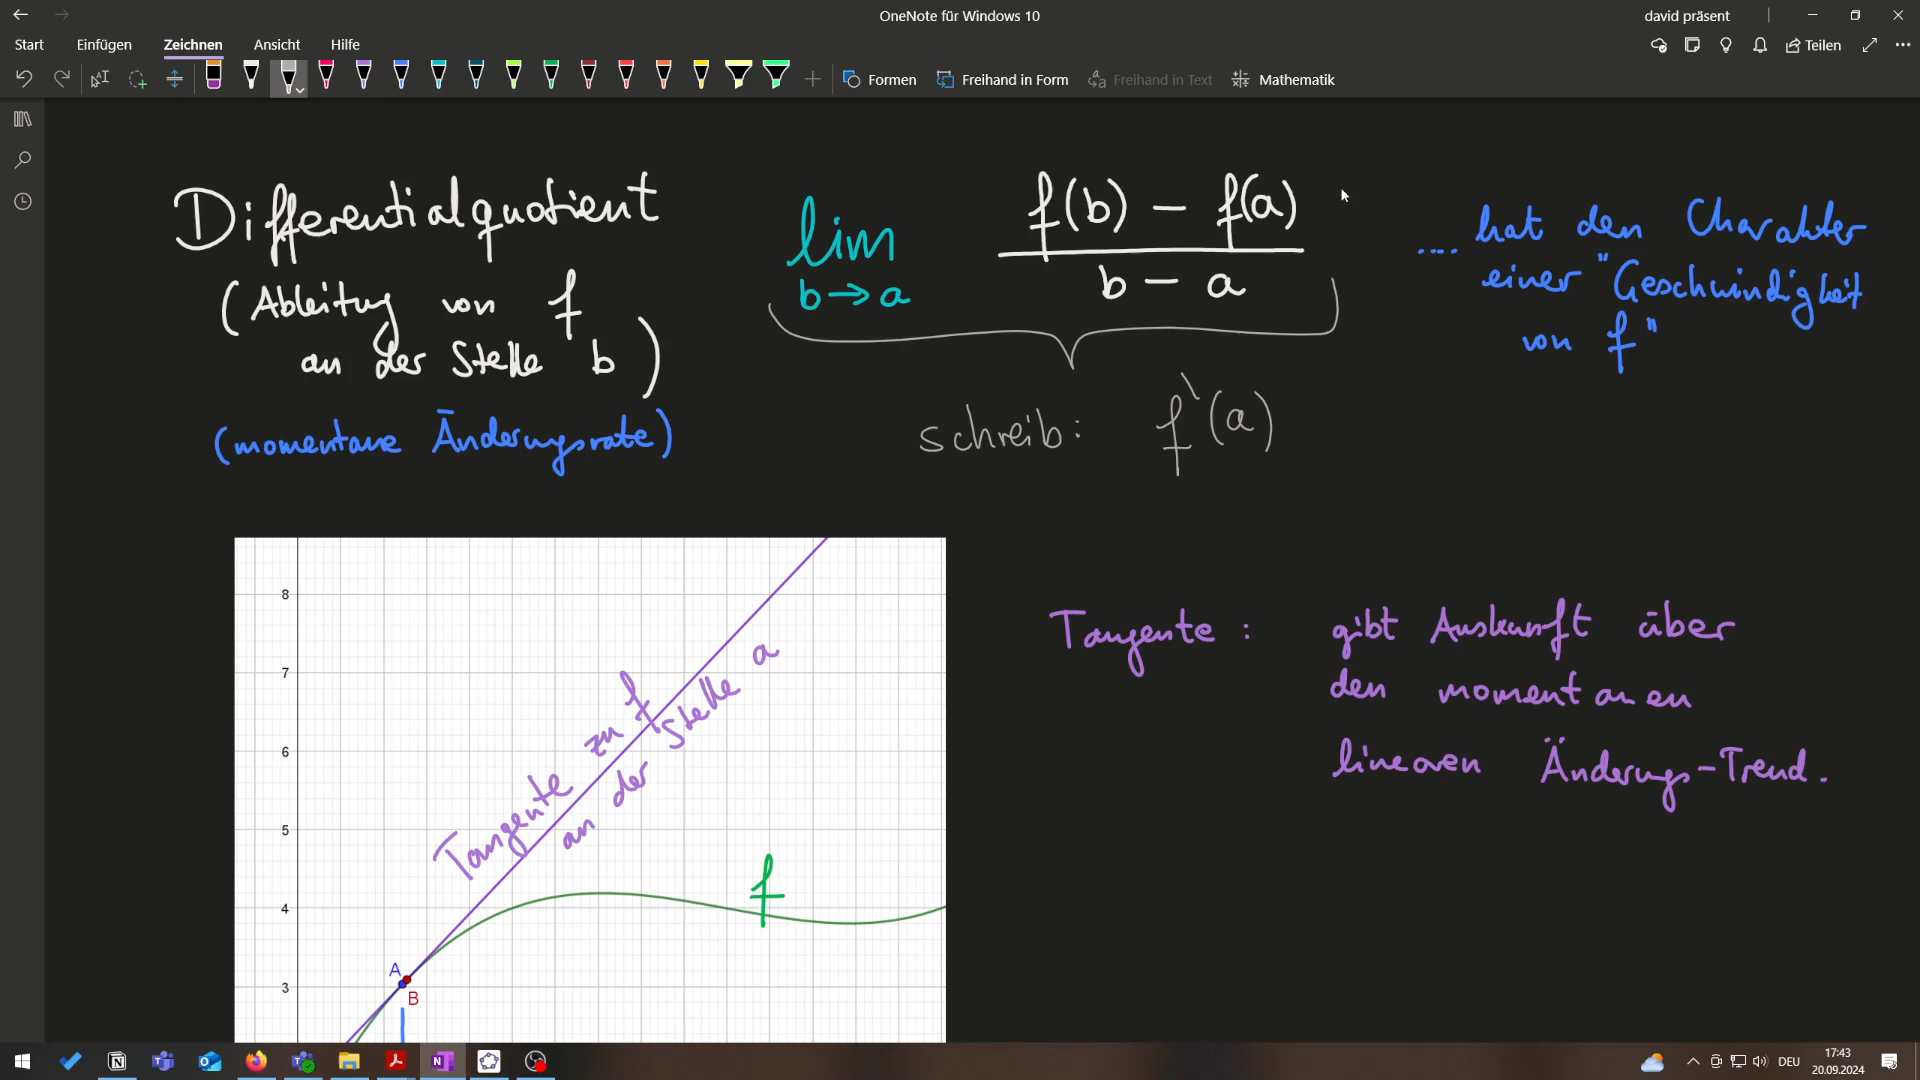 OneNote für Windows 10
david präsent
Start Einfügen Zeichnen Ansicht Hilfe
Teilen
Formen Freihand in Form Freihand in Text Mathematik
Differentialquotient
(Ableitung von f
an der Stelle b)
(momentane Änderungsrate)
lim
b → a
f(b) – f(a)
b – a
schreib: f'(a)
.... hat den Charakter
einer "Geschwindigkeit
von f"
8
7
6
5
4
3
Tangente zu f
an der Stelle a
f
A
B
Tangente : gibt Auskunft über
den momentanen
linearen Änderungs-Trend.
DEU
17:43
20.09.2024